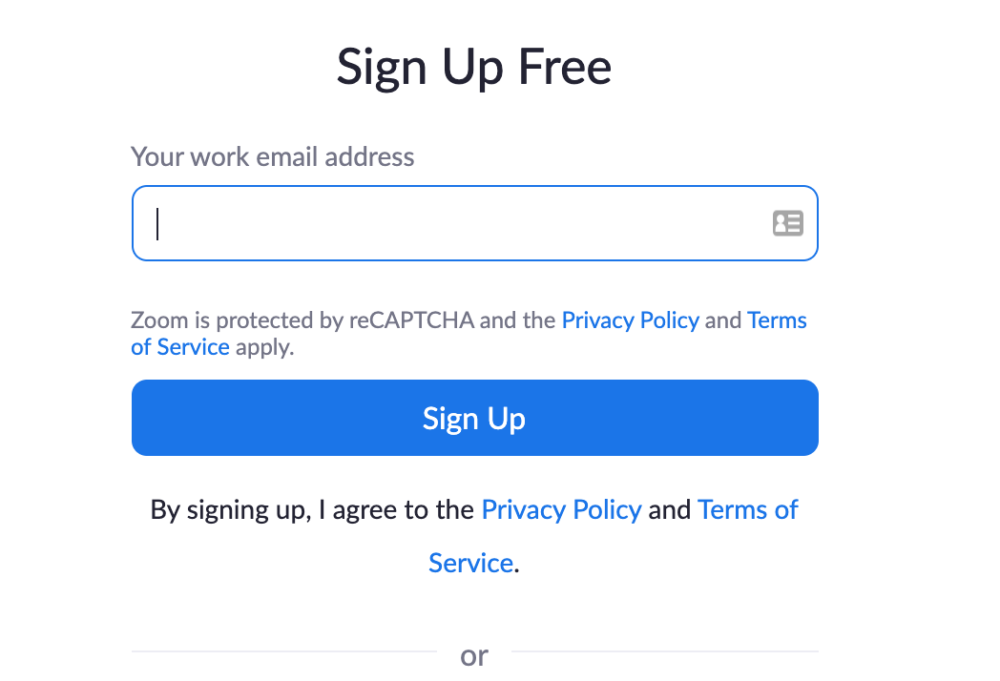 Sign Up Free
Your work email address
Zoom is protected by reCAPTCHA and the Privacy Policy and Terms
of Service apply.
Sign Up
By signing up, I agree to the Privacy Policy and Terms of
Service.
or